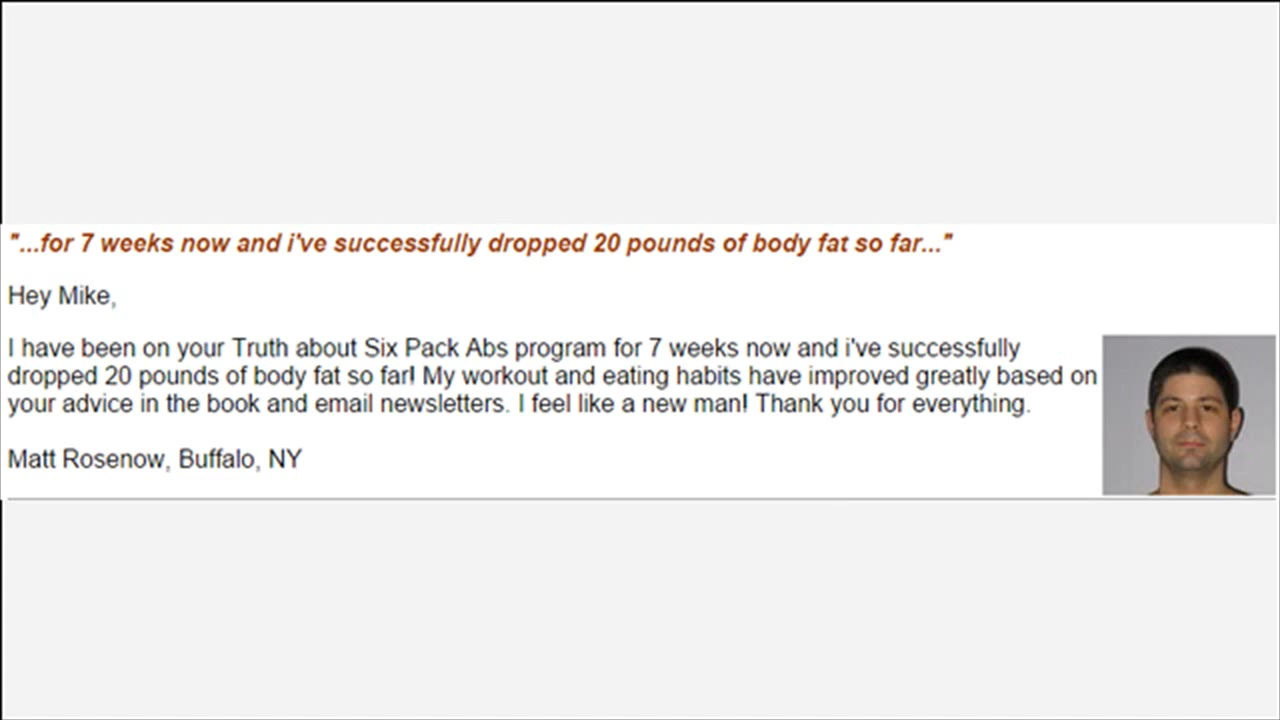 "...for 7 weeks now and i've successfully dropped 20 pounds of body fat so far..."
Hey Mike,
I have been on your Truth about Six Pack Abs program for 7 weeks now and i've successfully
dropped 20 pounds of body fat so far! My workout and eating habits have improved greatly based on
your advice in the book and email newsletters. I feel like a new man! Thank you for everything.
Matt Rosenow, Buffalo, NY